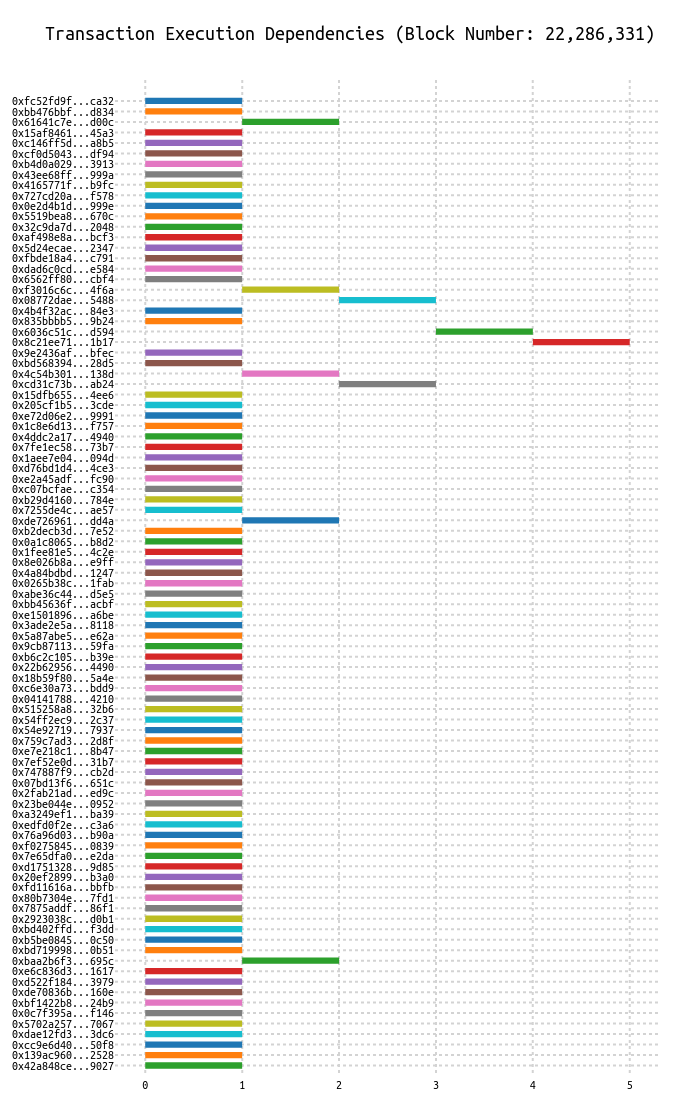 Transaction Execution Dependencies (Block Number: 22,286,331)
0xfc52fd9f...ca32
0xbb476bbf...d834
0x61641c7e...d00c
0x15af8461...45a3
0xc146ff5d...a8b5
0xcf0d5043...df94
0xb4d0a029...3913
0x43ee68ff...999a
0x4165771f...b9fc
0x727cd20a...f578
0x0e2d4b1d...999e
0x5519bea8...670c
0x32c9da7d...2048
0xaf498e8a...bcf3
0x5d24ecae...2347
0xfbde18a4...c791
0xdad6c0cd...e584
0x6562ff80...cbf4
0xf3016c6c...4f6a
0x08772dae...5488
0x4b4f32ac...84e3
0x835bbbb5...9b24
0x6036c51c...d594
0x8c21ee71...1b17
0x9e2436af...bfec
0xbd568394...28d5
0x4c54b301...138d
0xcd31c73b...ab24
0x15dfb655...4ee6
0x205cf1b5...3cde
0xe72d06e2...9991
0x1c8e6d13...f757
0x4ddc2a17...4940
0x7fe1ec58...73b7
0x1aee7e04...094d
0xd76bd1d4...4ce3
0xe2a45adf...fc90
0xc07bcfae...c354
0xb29d4160...784e
0x7255de4c...ae57
0xde726961...dd4a
0xb2decb3d...7e52
0x0a1c8065...b8d2
0x1fee81e5...4c2e
0x8e026b8a...e9ff
0x4a84bdbd...1247
0x0265b38c...1fab
0xabe36c44...d5e5
0xbb45636f...acbf
0xe1501896...a6be
0x3ade2e5a...8118
0x5a87abe5...e62a
0x9cb87113...59fa
0xb6c2c105...b39e
0x22b62956...4490
0x18b59f80...5a4e
0xc6e30a73...bdd9
0x04141788...4210
0x515258a8...32b6
0x54ff2ec9...2c37
0x54e92719...7937
0x759c7ad3...2d8f
0xe7e218c1...8b47
0x7ef52e0d...31b7
0x747887f9...cb2d
0x07bd13f6...651c
0x2fab21ad...ed9c
0x23be044e...0952
0xa3249ef1...ba39
0xedfd0f2e...c3a6
0x76a96d03...b90a
0xf0275845...0839
0x7e65dfa0...e2da
0xd1751328...9d85
0x20ef2899...b3a0
0xfd11616a...bbfb
0x80b7304e...7fd1
0x7875addf...86f1
0x2923038c...d0b1
0xbd402ffd...f3dd
0xb5be0845...0c50
0xbd719998...0b51
0xbaa2b6f3...695c
0xe6c836d3...1617
0xd522f184...3979
0xde70836b...160e
0xbf1422b8...24b9
0x0c7f395a...f146
0x5702a257...7067
0xdae12fd3...3dc6
0xcc9e6d40...50f8
0x139ac960...2528
0x42a848ce...9027
0 1 2 3 4 5